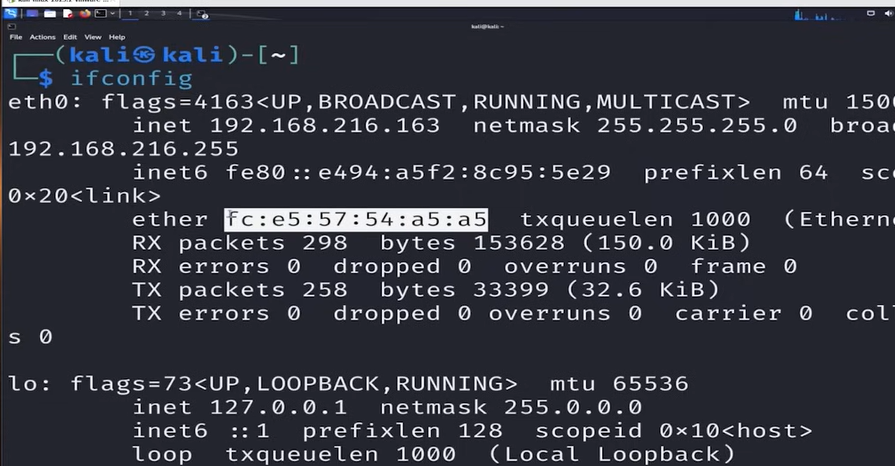 1 2 3 4
kali@kali: ~
File Actions Edit View Help
(kali㉿kali)-[~]
$ ifconfig
eth0: flags=4163<UP,BROADCAST,RUNNING,MULTICAST> mtu 1500
inet 192.168.216.163 netmask 255.255.255.0 broa
192.168.216.255
inet6 fe80::e494:a5f2:8c95:5e29 prefixlen 64 sco
0×20<link>
ether fc:e5:57:54:a5:a5 txqueuelen 1000 (Etherne
RX packets 298 bytes 153628 (150.0 KiB)
RX errors 0 dropped 0 overruns 0 frame 0
TX packets 258 bytes 33399 (32.6 KiB)
TX errors 0 dropped 0 overruns 0 carrier 0 coll
s 0
lo: flags=73<UP,LOOPBACK,RUNNING> mtu 65536
inet 127.0.0.1 netmask 255.0.0.0
inet6 ::1 prefixlen 128 scopeid 0×10<host>
loop txqueuelen 1000 (Local Loopback)